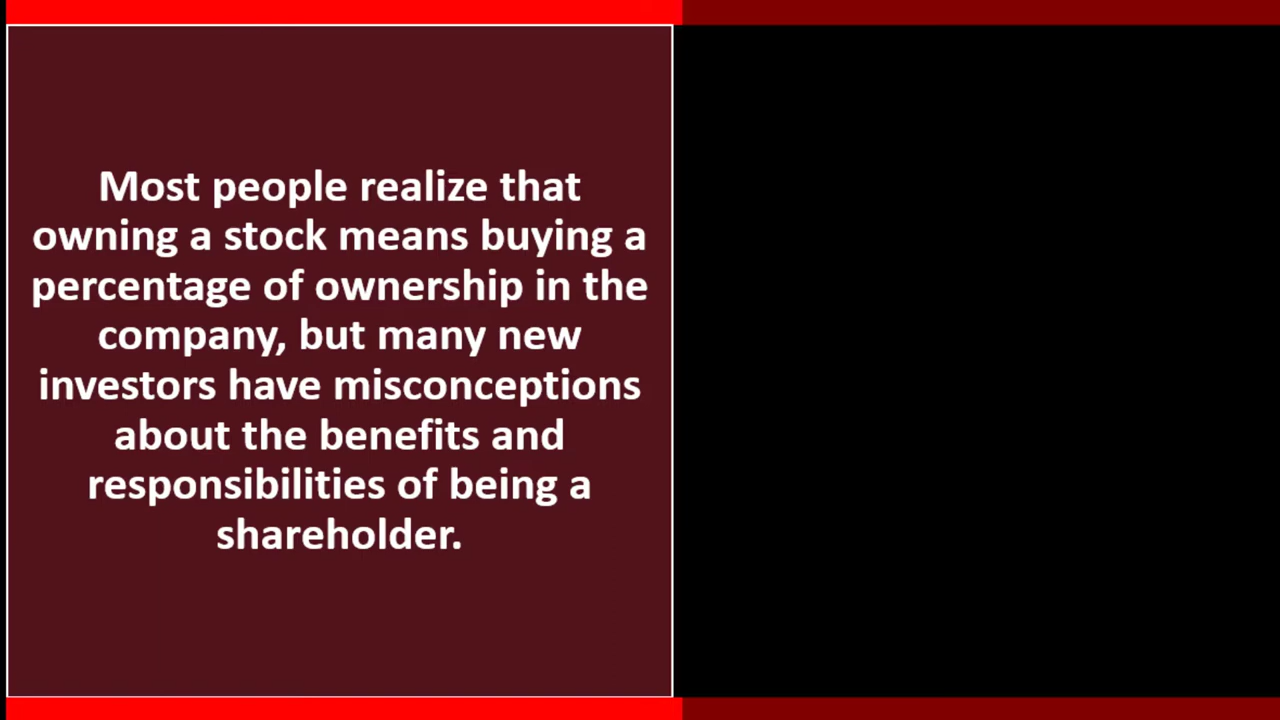 Most people realize that
owning a stock means buying a
percentage of ownership in the
company, but many new
investors have misconceptions
about the benefits and
responsibilities of being a
shareholder.